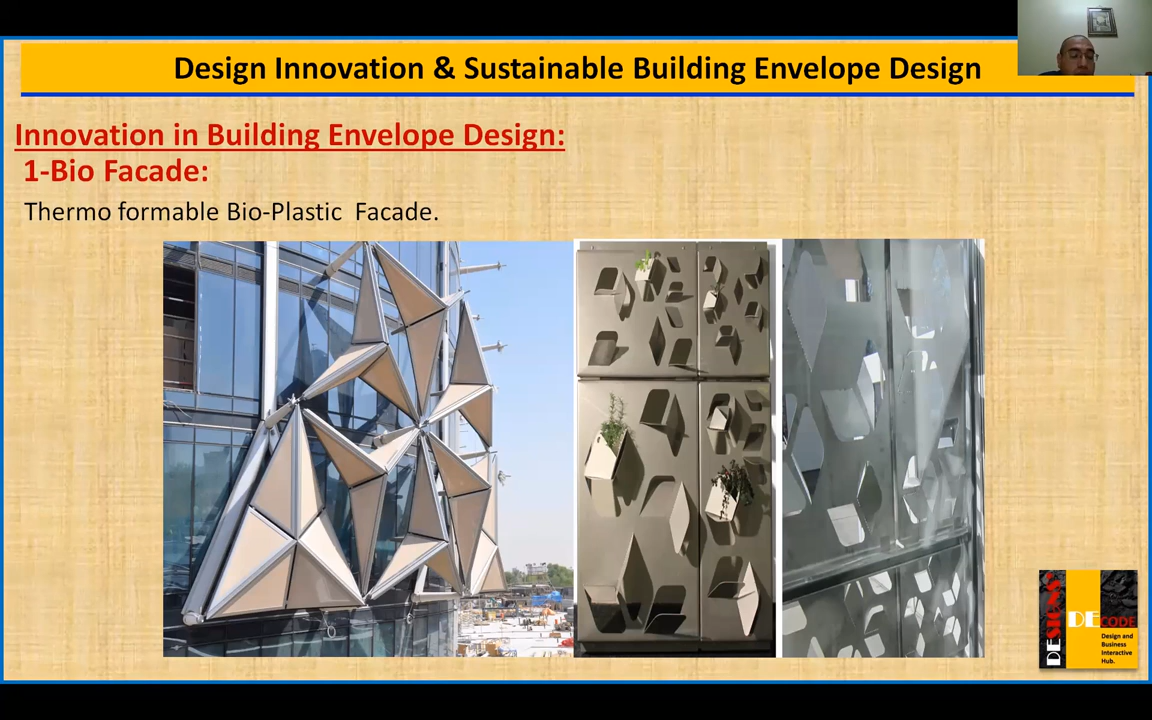 Design Innovation & Sustainable Building Envelope Design
Innovation in Building Envelope Design:
1-Bio Facade:
Thermo formable Bio-Plastic  Facade.
DESIGNS
DECODE
Design and
Business
Interactive
Hub.